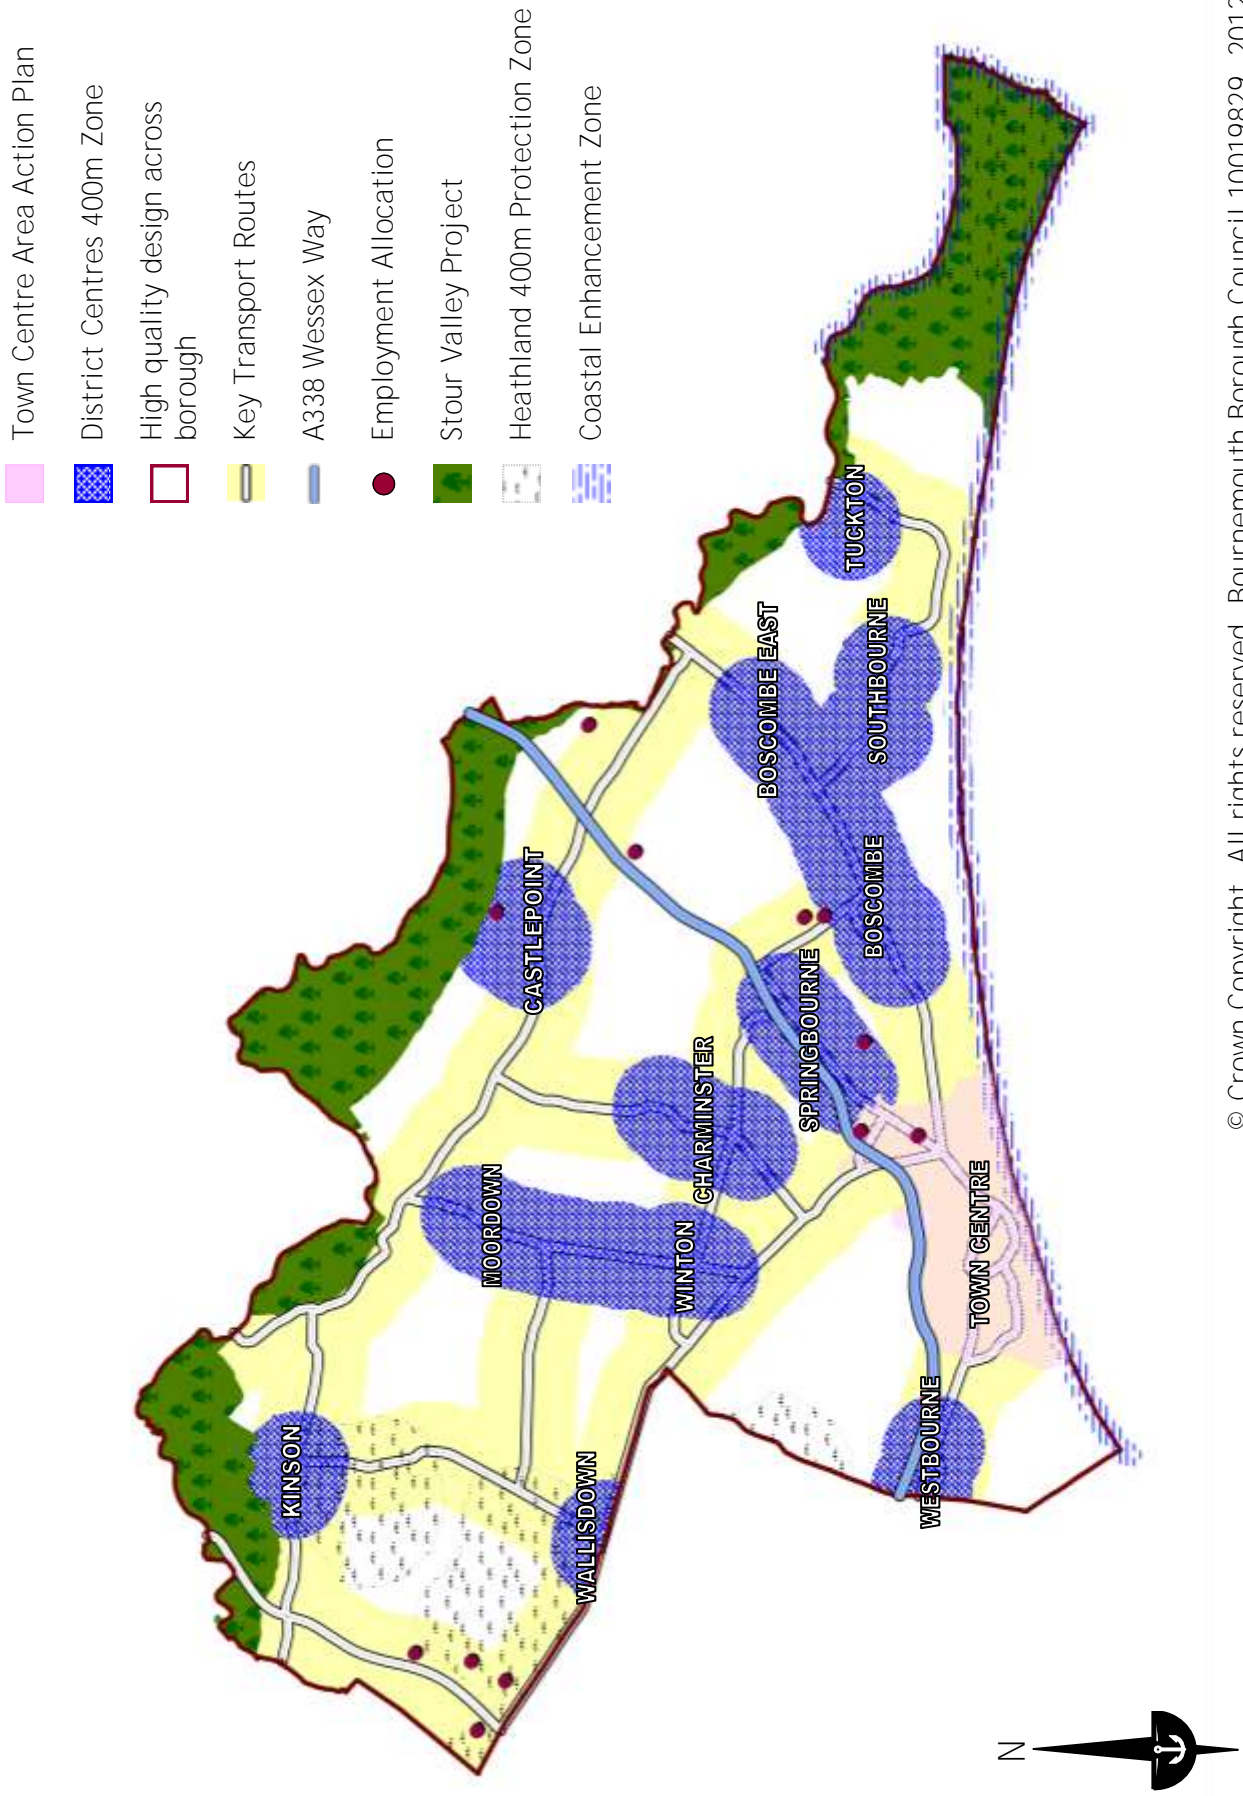 Town Centre Area Action Plan
District Centres 400m Zone
High quality design across
borough
Key Transport Routes
A338 Wessex Way
Employment Allocation
Stour Valley Project
Heathland 400m Protection Zone
Coastal Enhancement Zone
KINSON
WALLISDOWN
MOORDOWN
WINTON
CHARMINSTER
CASTLEPOINT
SPRINGBOURNE
BOSCOMBE
BOSCOMBE EAST
SOUTHBOURNE
TUCKTON
WESTBOURNE
TOWN CENTRE
N
© Crown Copyright. All rights reserved. Bournemouth Borough Council 10019829, 2012